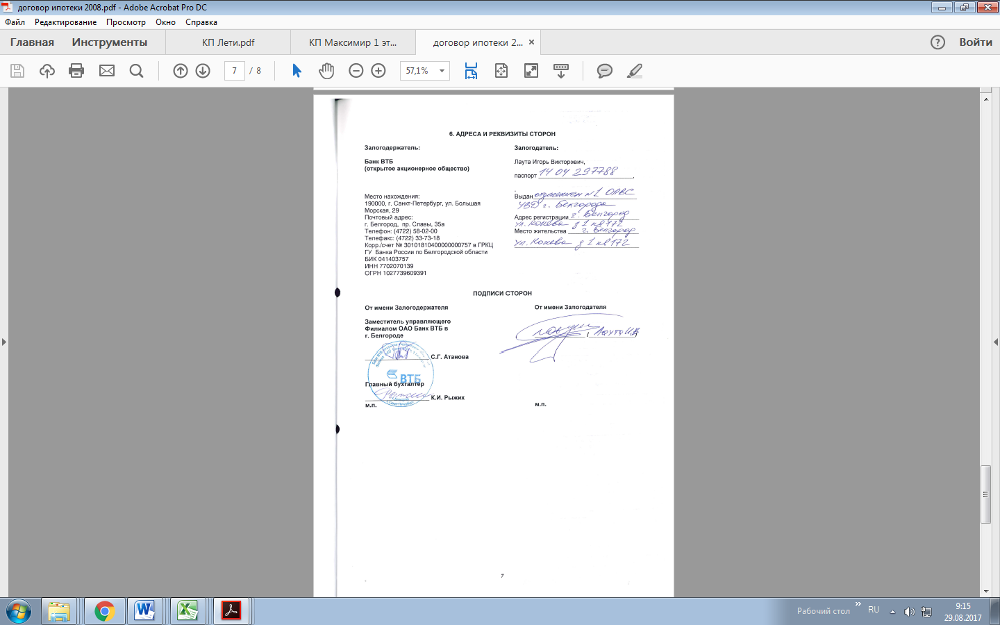 договор ипотеки 2008.pdf - Adobe Acrobat Pro DC
Файл Редактирование Просмотр Окно Справка
Главная Инструменты КП Лети.pdf КП Максимир 1 эт... договор ипотеки 2... × ? Войти
7 / 8 57,1%
6. АДРЕСА И РЕКВИЗИТЫ СТОРОН
Залогодержатель:
Банк ВТБ
(открытое акционерное общество)
Место нахождения:
190000, г. Санкт-Петербург, ул. Большая
Морская, 29
Почтовый адрес:
г. Белгород, пр. Славы, 35а
Телефон: (4722) 58-02-00
Телефакс: (4722) 33-73-18
Корр./счет № 30101810400000000757 в ГРКЦ
ГУ Банка России по Белгородской области
БИК 041403757
ИНН 7702070139
ОГРН 1027739609391
Залогодатель:
Лаута Игорь Викторович,
паспорт 14 04 297788,
Выдан отделением №1 ОПВС
УВД г. Белгорода
Адрес регистрации г. Белгород
ул. Конева д 1 кв 172
Место жительства г. Белгород
ул. Конева д 1 кв 172
ПОДПИСИ СТОРОН
От имени Залогодержателя
Заместитель управляющего
Филиалом ОАО Банк ВТБ в
г. Белгороде
С.Г. Атанова
ВТБ
Главный бухгалтер
К.И. Рыжих
м.п.
От имени Залогодателя
Лаута И.В.
м.п.
7
Рабочий стол » RU 9:15
29.08.2017